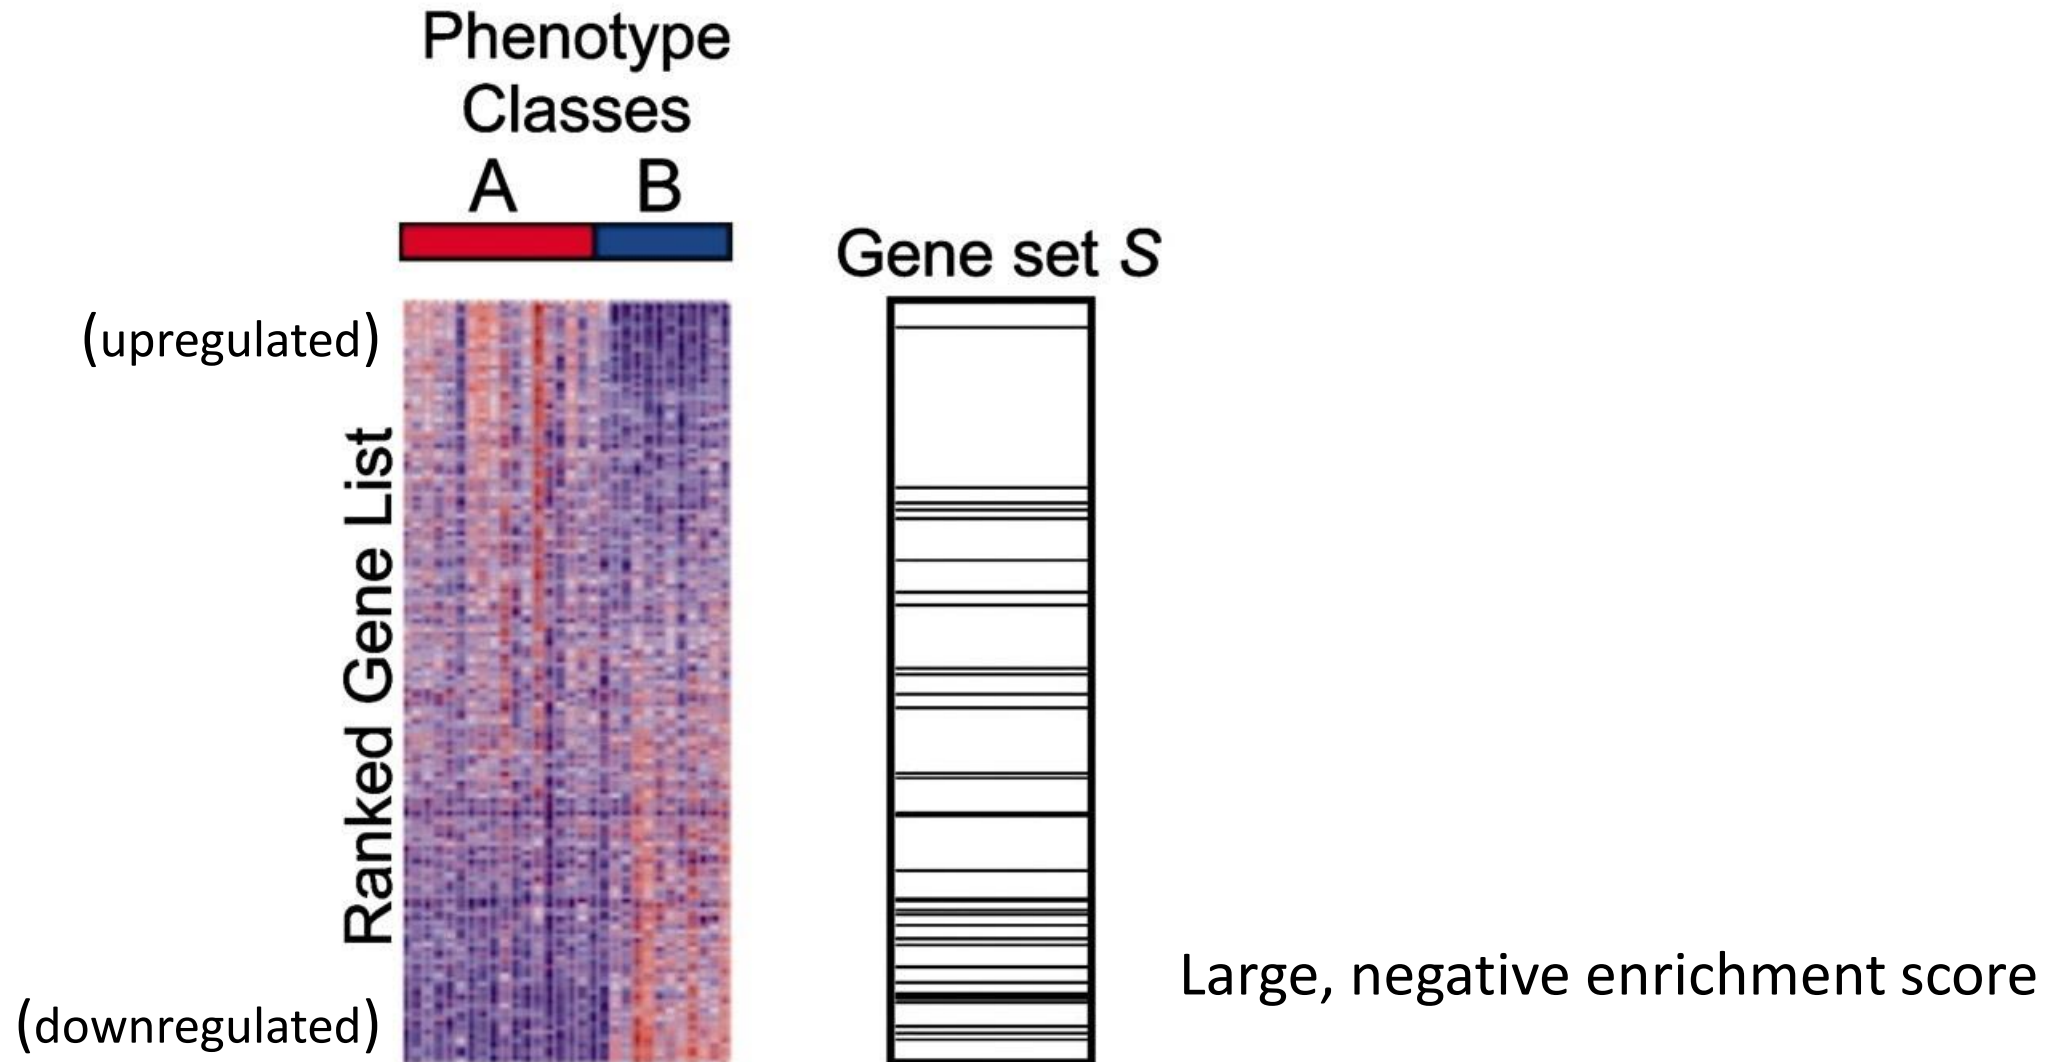 Phenotype
Classes
A B
Gene set S
(upregulated)
Ranked Gene List
Large, negative enrichment score
(downregulated)